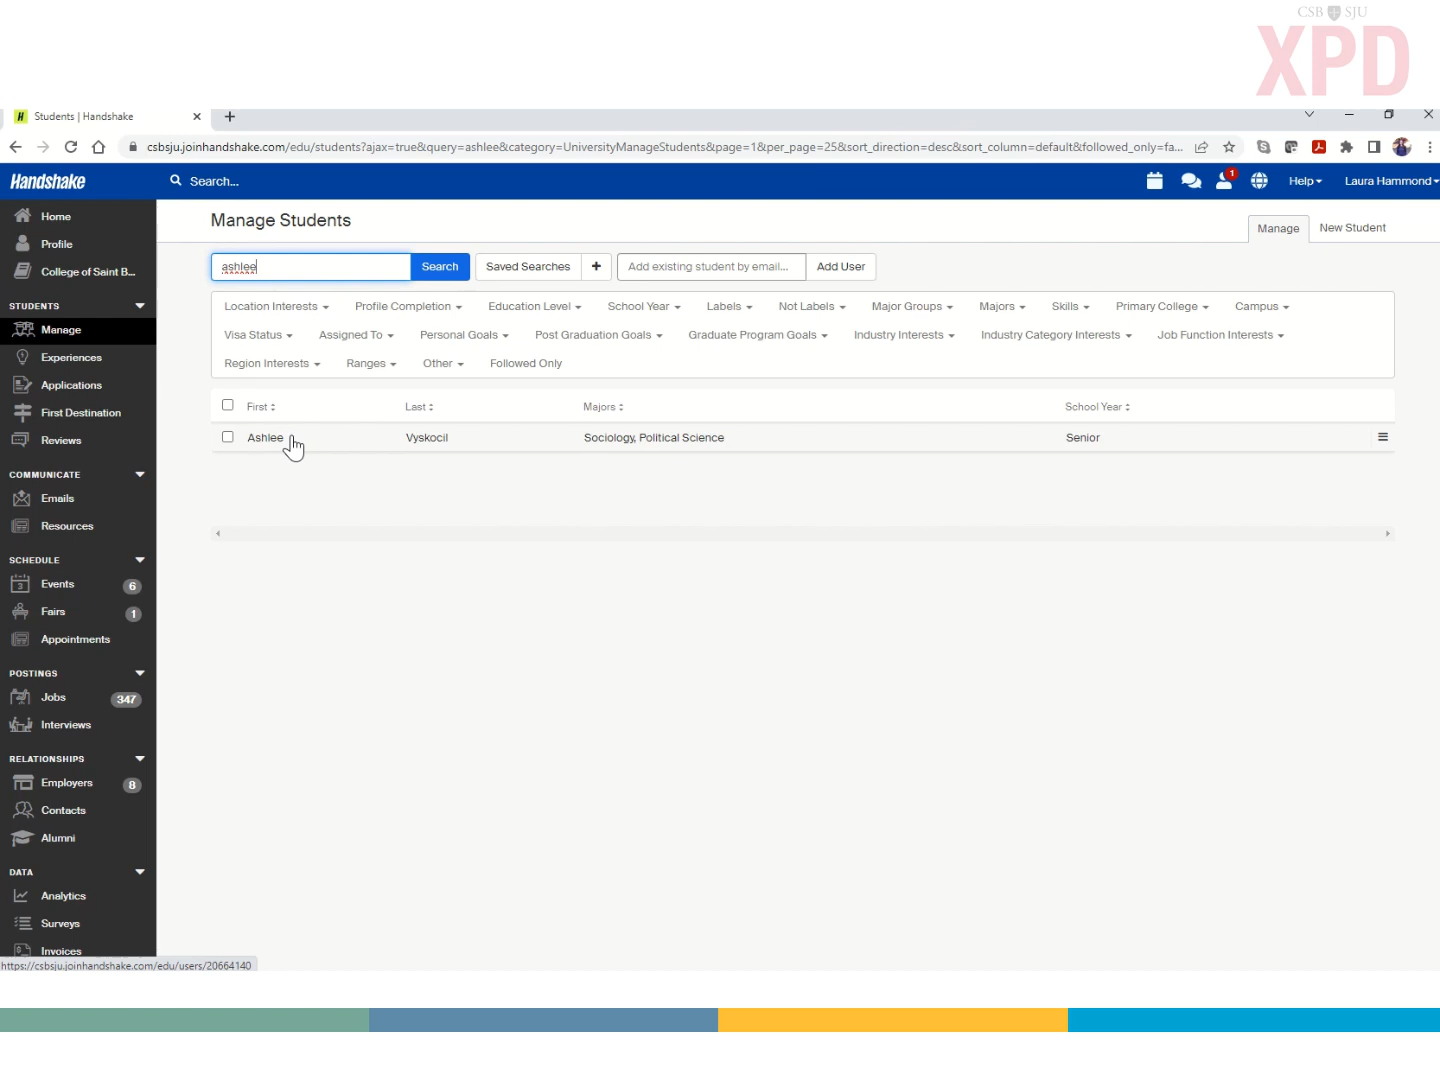 CSB SJU
XPD
Students | Handshake
csbsju.joinhandshake.com/edu/students?ajax=true&query=ashlee&category=UniversityManageStudents&page=1&per_page=25&sort_direction=desc&sort_column=default&followed_only=fa...
Handshake Search... 1 Help Laura Hammond
Home
Profile
College of Saint B...
STUDENTS
Manage
Experiences
Applications
First Destination
Reviews
COMMUNICATE
Emails
Resources
SCHEDULE
3 Events 6
Fairs 1
Appointments
POSTINGS
Jobs 347
Interviews
RELATIONSHIPS
Employers 8
Contacts
Alumni
DATA
Analytics
Surveys
Invoices
Manage Students
Manage New Student
ashlee Search Saved Searches + Add existing student by email... Add User
Location Interests Profile Completion Education Level School Year Labels Not Labels Major Groups Majors Skills Primary College Campus
Visa Status Assigned To Personal Goals Post Graduation Goals Graduate Program Goals Industry Interests Industry Category Interests Job Function Interests
Region Interests Ranges Other Followed Only
First Last Majors School Year
Ashlee Vyskocil Sociology, Political Science Senior
https://csbsju.joinhandshake.com/edu/users/20664140